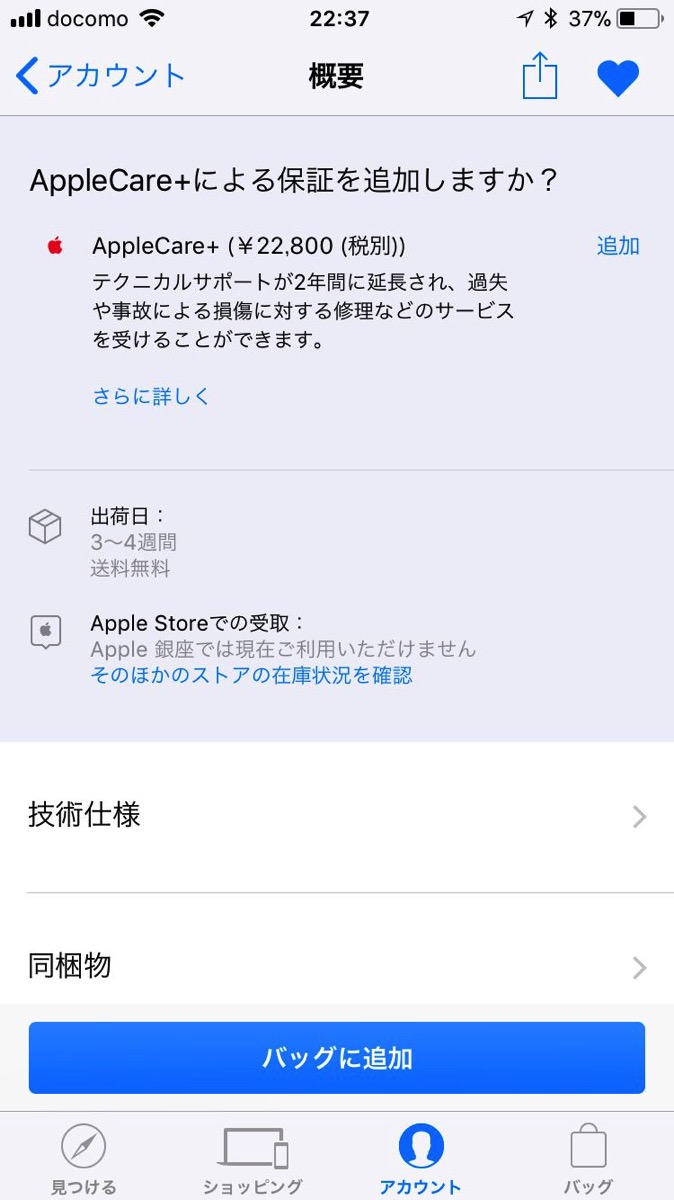 docomo 22:37 37%
アカウント 概要
AppleCare+による保証を追加しますか？
AppleCare+ (￥22,800 (税別)) 追加
テクニカルサポートが2年間に延長され、過失
や事故による損傷に対する修理などのサービス
を受けることができます。
さらに詳しく
出荷日：
3〜4週間
送料無料
Apple Storeでの受取：
Apple 銀座では現在ご利用いただけません
そのほかのストアの在庫状況を確認
技術仕様
同梱物
バッグに追加
見つける ショッピング アカウント バッグ